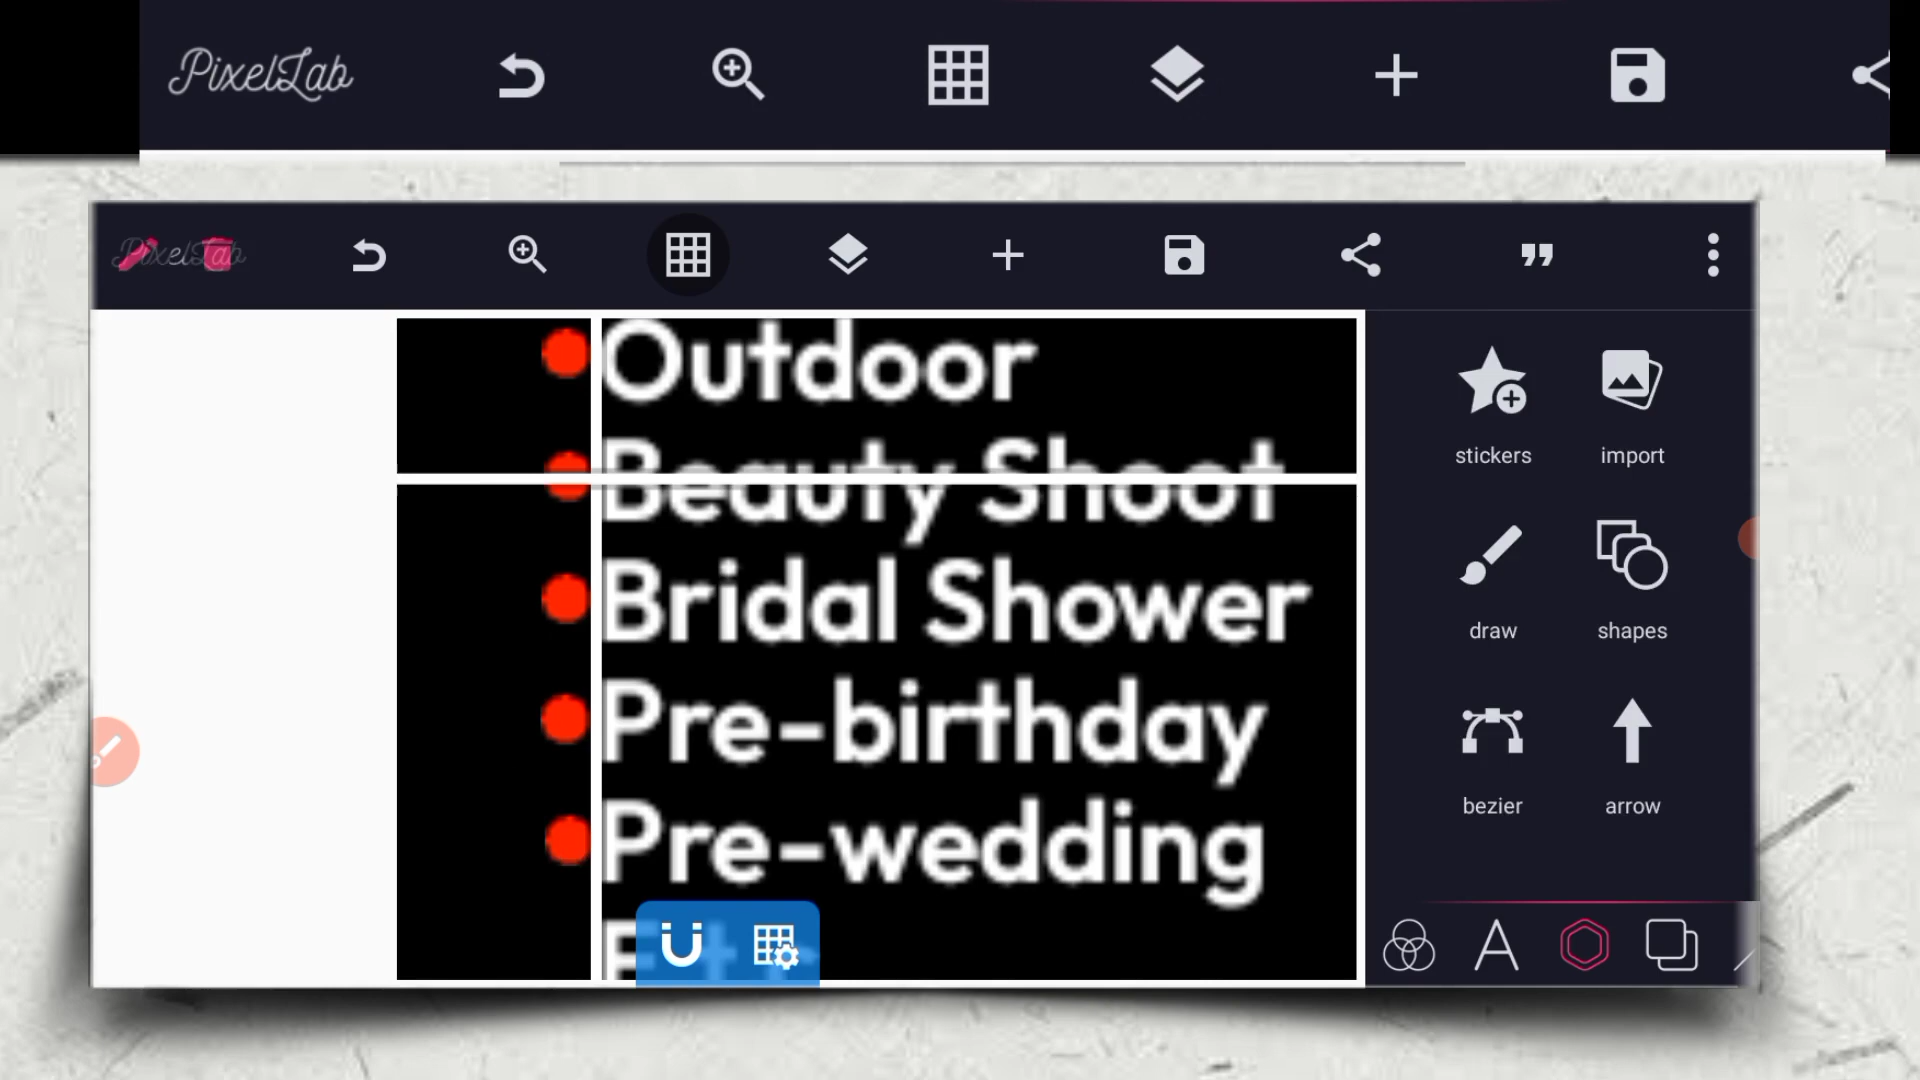 PixelLab
PixelLab
Outdoor
Beauty Shoot
Bridal Shower
Pre-birthday
Pre-wedding
stickers
import
draw
shapes
bezier
arrow